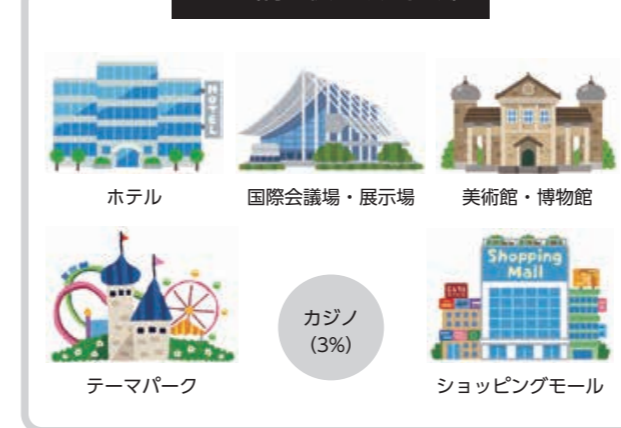 HOTEL
ホテル
国際会議場・展示場
美術館・博物館
Shopping
Mall
カジノ
(3%)
テーマパーク
ショッピングモール